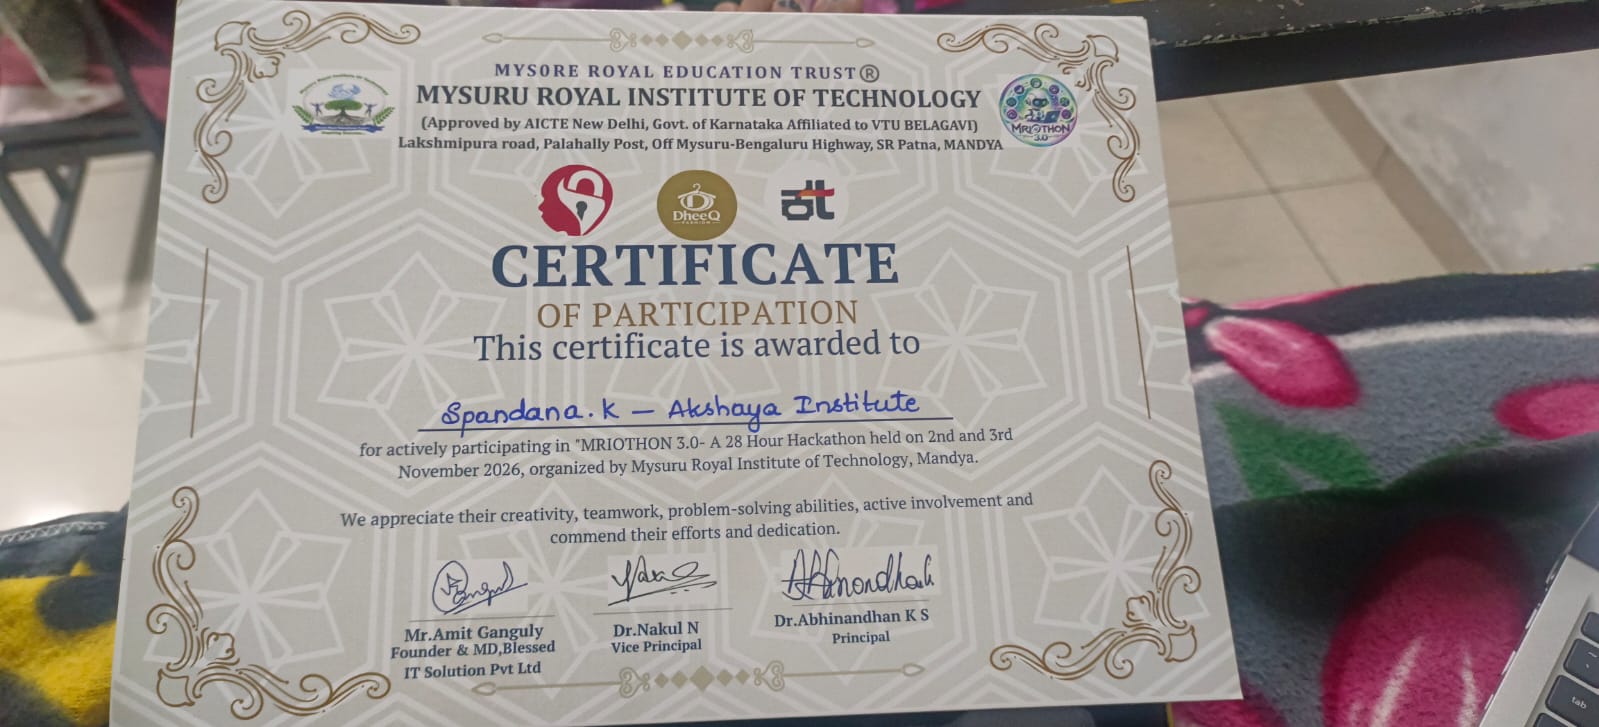 MYSORE ROYAL EDUCATION TRUST®
MYSURU ROYAL INSTITUTE OF TECHNOLOGY
(Approved by AICTE New Delhi, Govt. of Karnataka Affiliated to VTU BELAGAVI)
Lakshmipura road, Palahally Post, Off Mysuru-Bengaluru Highway, SR Patna, MANDYA
MRIOTHON
3.0
DheeQ
CERTIFICATE
OF PARTICIPATION
This certificate is awarded to
Spandana.K – Akshaya Institute
for actively participating in "MRIOTHON 3.0- A 28 Hour Hackathon held on 2nd and 3rd
November 2026, organized by Mysuru Royal Institute of Technology, Mandya.
We appreciate their creativity, teamwork, problem-solving abilities, active involvement and
commend their efforts and dedication.
Mr.Amit Ganguly
Founder & MD,Blessed
IT Solution Pvt Ltd
Dr.Nakul N
Vice Principal
Dr.Abhinandhan K S
Principal
tab